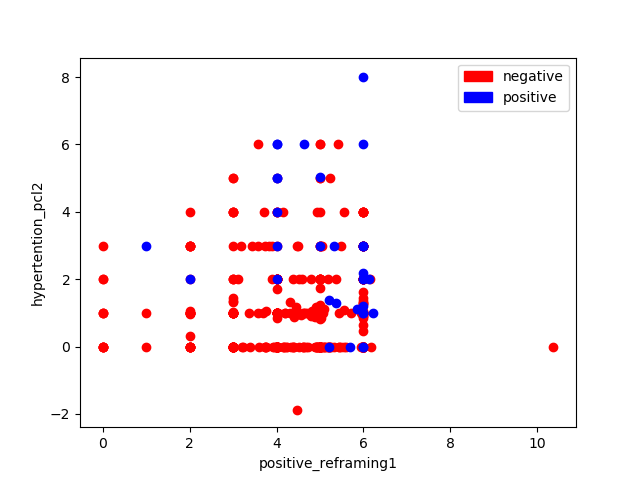 negative
positive
8
6
4
2
0
−2
hypertention_pcl2
0 2 4 6 8 10
positive_reframing1